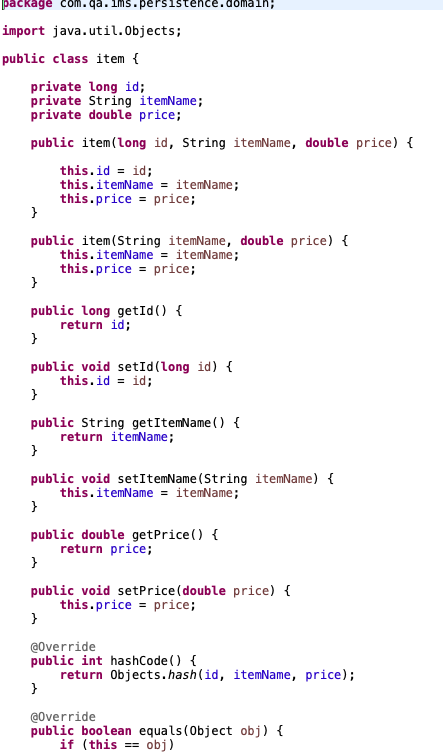 package com.qa.ims.persistence.domain;
import java.util.Objects;
public class item {
private long id;
private String itemName;
private double price;
public item(long id, String itemName, double price) {
this.id = id;
this.itemName = itemName;
this.price = price;
}
public item(String itemName, double price) {
this.itemName = itemName;
this.price = price;
}
public long getId() {
return id;
}
public void setId(long id) {
this.id = id;
}
public String getItemName() {
return itemName;
}
public void setItemName(String itemName) {
this.itemName = itemName;
}
public double getPrice() {
return price;
}
public void setPrice(double price) {
this.price = price;
}
@Override
public int hashCode() {
return Objects.hash(id, itemName, price);
}
@Override
public boolean equals(Object obj) {
if (this == obj)